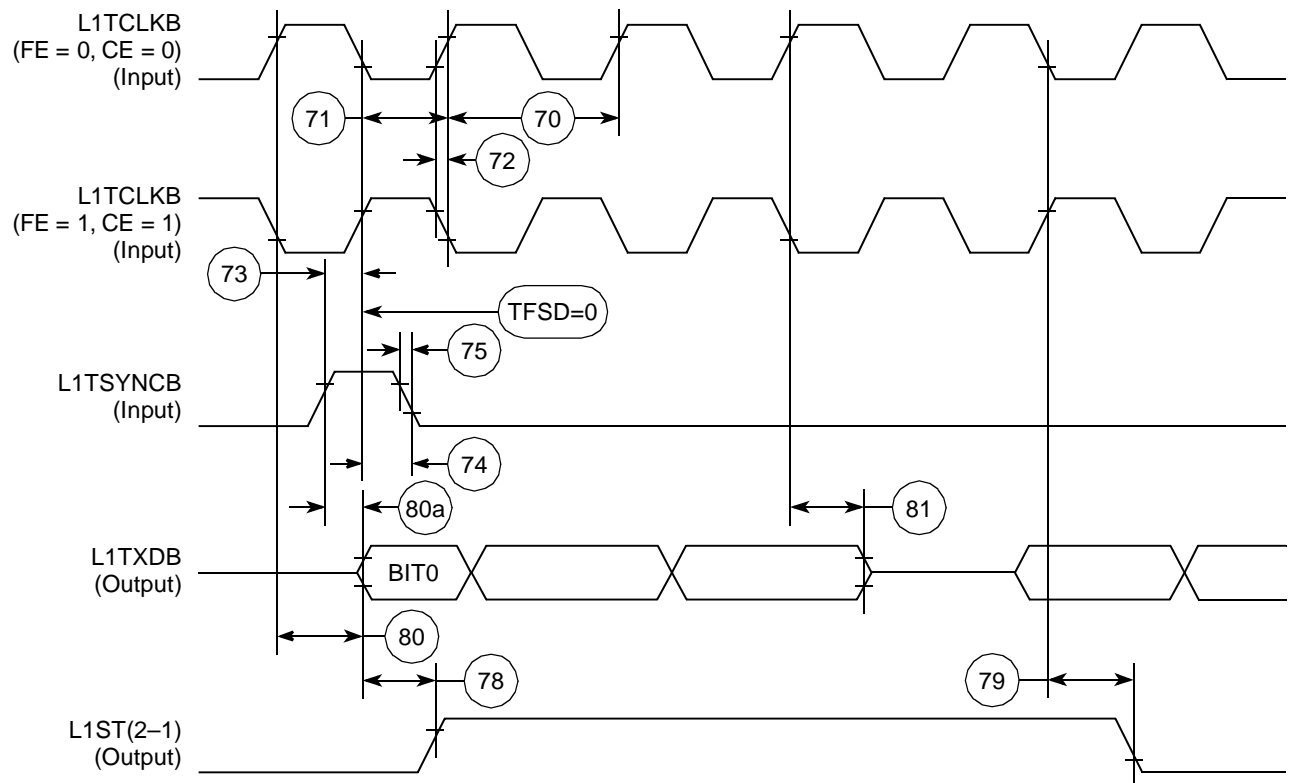 L1TCLKB
(FE = 0, CE = 0)
(Input)
71
70
72
L1TCLKB
(FE = 1, CE = 1)
(Input)
73
TFSD=0
75
L1TSYNCB
(Input)
74
80a
81
L1TXDB
(Output)
BIT0
80
78
79
L1ST(2–1)
(Output)